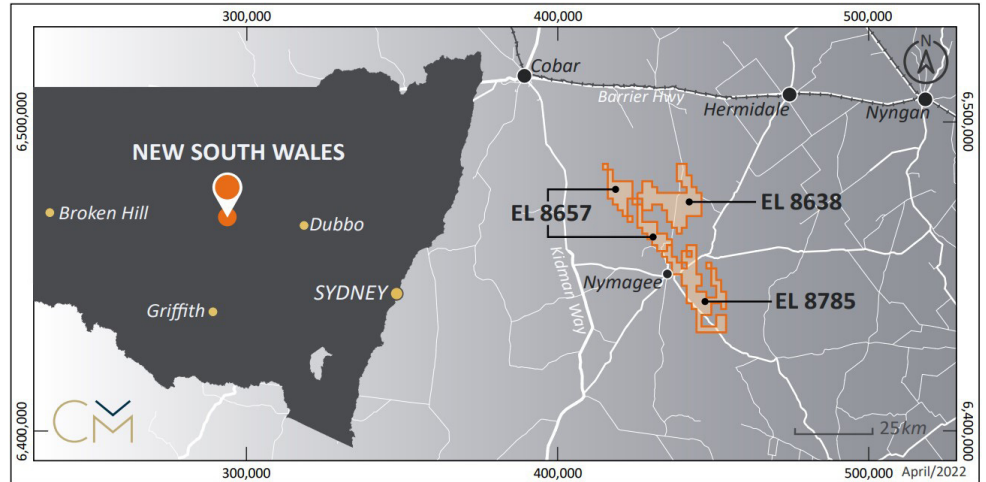 300,000
400,000
500,000
N
Cobar
Barrier Hwy
Hermidale
Nyngan
6,500,000
6,500,000
NEW SOUTH WALES
Broken Hill
Dubbo
EL 8657
EL 8638
Kidman Way
Nymagee
SYDNEY
Griffith
EL 8785
CM
25km
6,400,000
6,400,000
300,000
400,000
500,000
April/2022